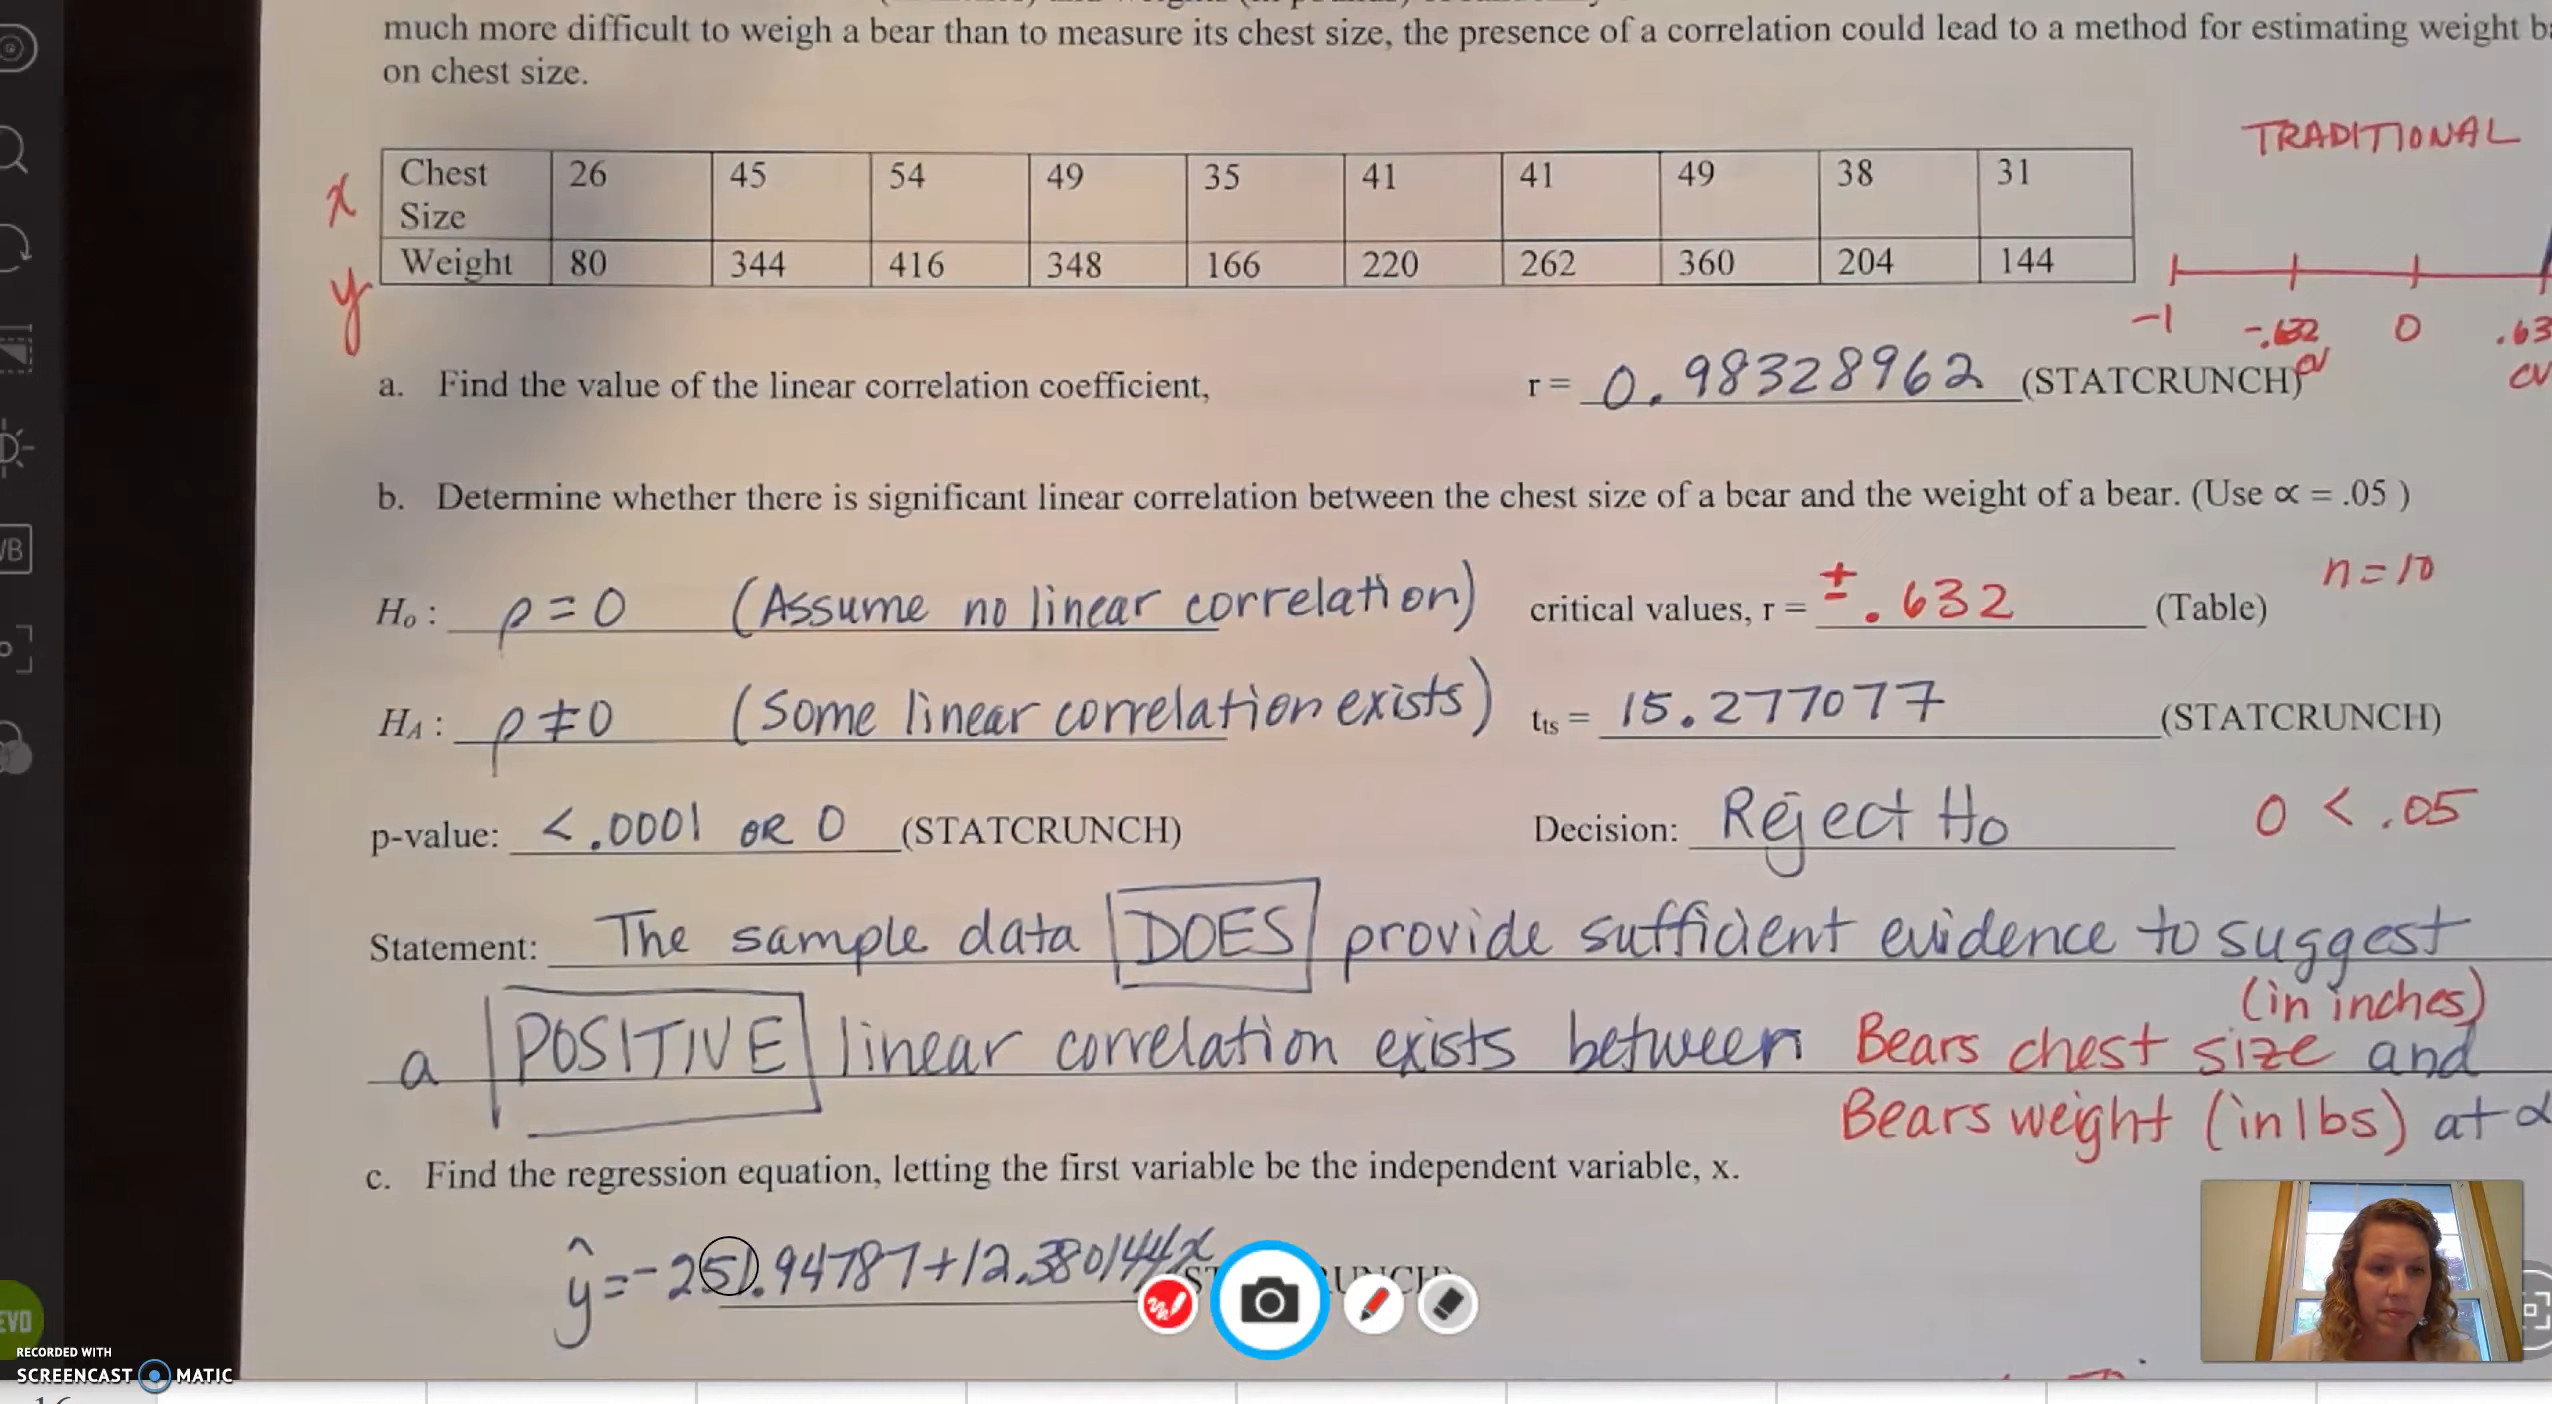 much more difficult to weigh a bear than to measure its chest size, the presence of a correlation could lead to a method for estimating weight
on chest size.
TRADITIONAL
x Chest Size 26 45 54 49 35 41 41 49 38 31
y Weight 80 344 416 348 166 220 262 360 204 144
-1 -.632 0 .63
CV CV
a. Find the value of the linear correlation coefficient, r = 0.98328962 (STATCRUNCH)
b. Determine whether there is significant linear correlation between the chest size of a bear and the weight of a bear. (Use ∝ = .05 )
n=10
Ho : ρ=0 (Assume no linear correlation) critical values, r = ±.632 (Table)
HA : ρ≠0 (Some linear correlation exists) tts = 15.277077 (STATCRUNCH)
p-value: <.0001 OR 0 (STATCRUNCH) Decision: Reject Ho 0 < .05
Statement: The sample data DOES provide sufficient evidence to suggest
(in inches)
a POSITIVE linear correlation exists between Bears chest size and
Bears weight (in lbs) at α
c. Find the regression equation, letting the first variable be the independent variable, x.
ŷ=-251.94787+12.380144x
EVO
RECORDED WITH
SCREENCAST MATIC